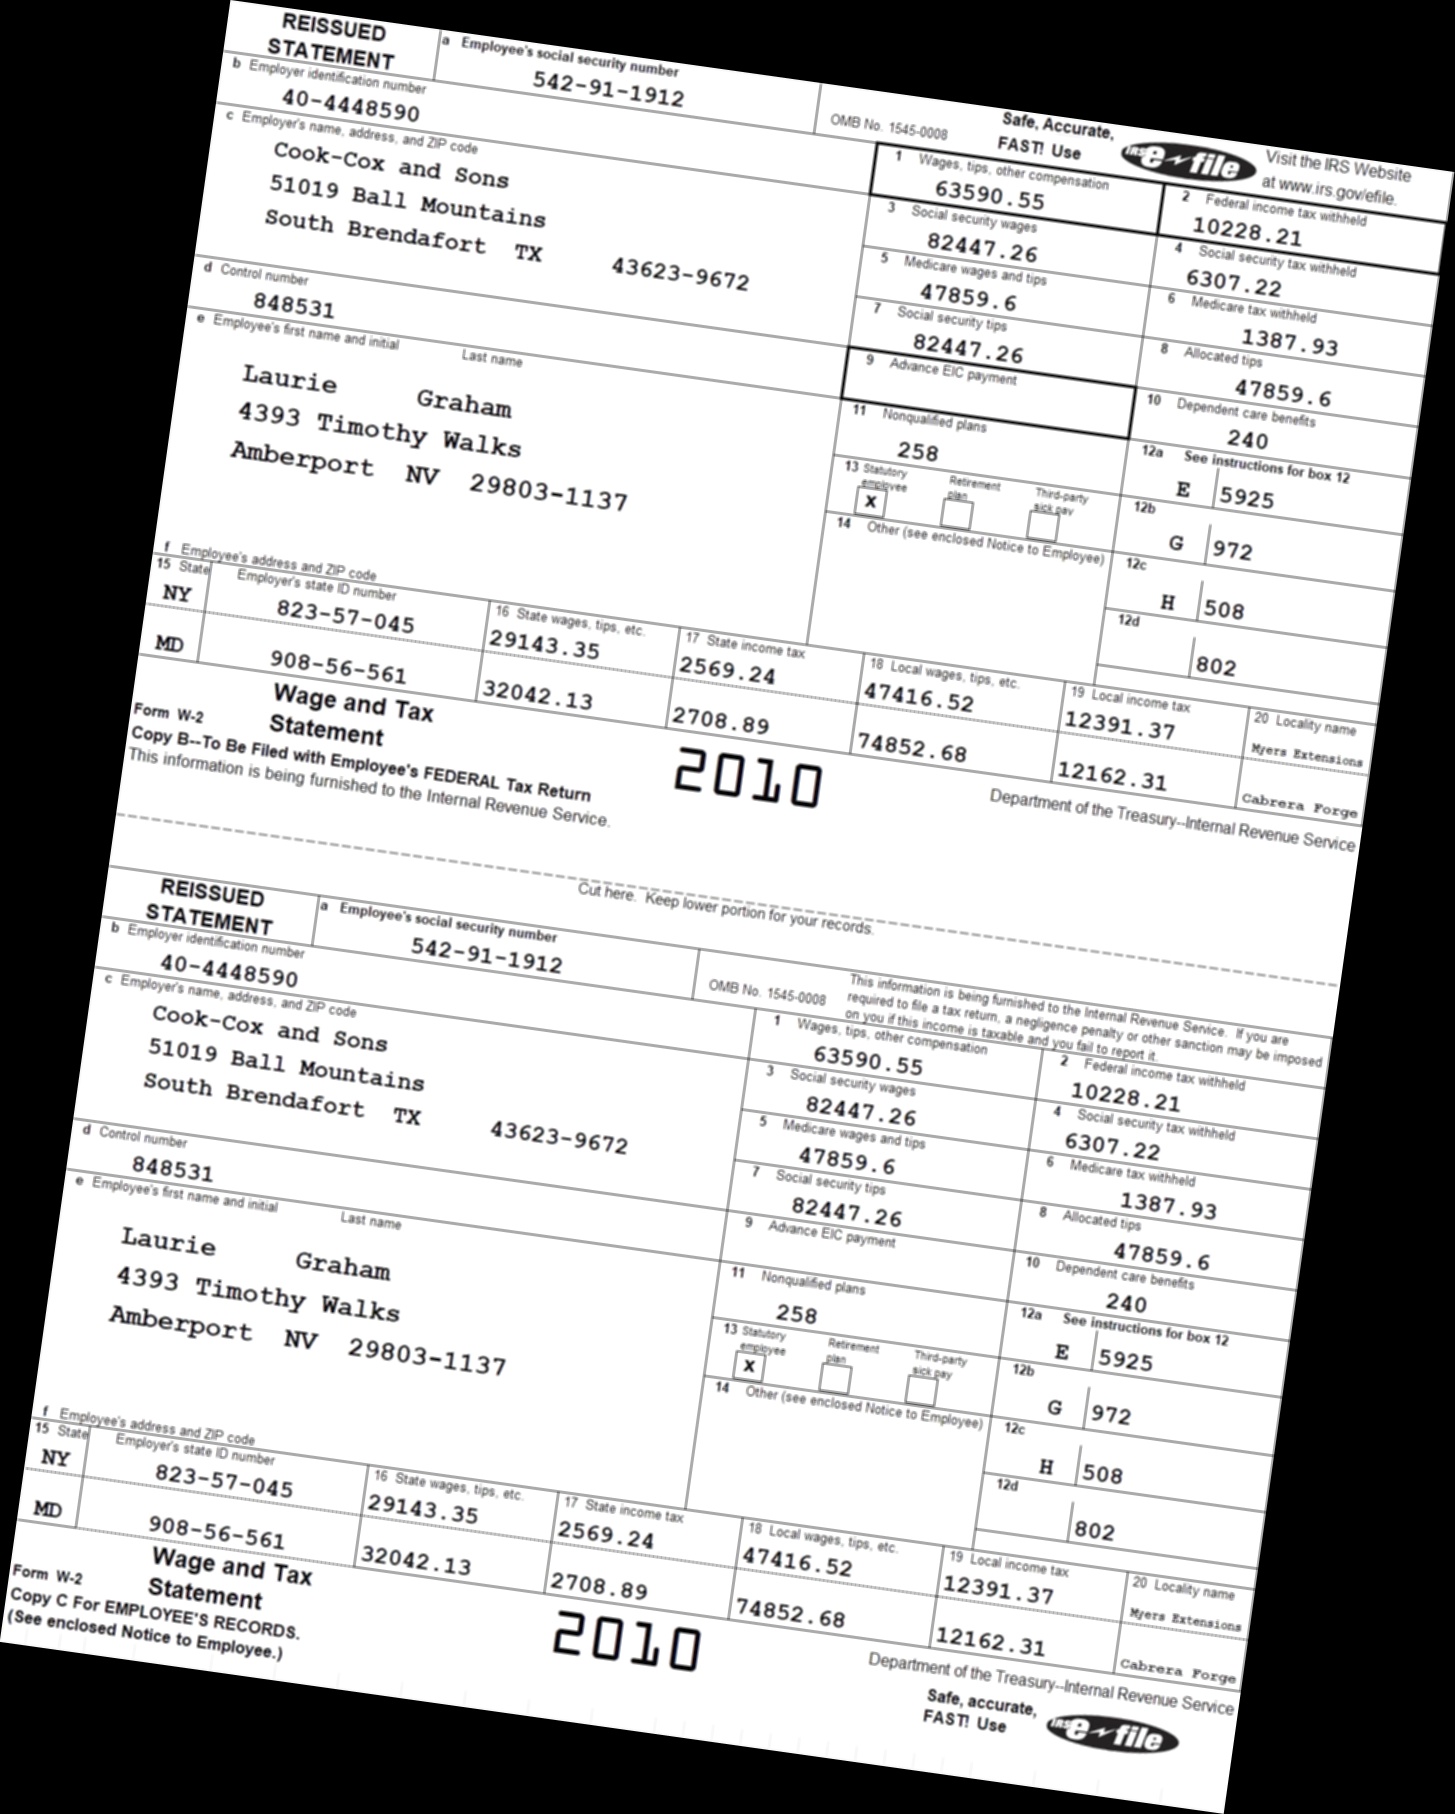 REISSUED
STATEMENT
a Employee's social security number
542-91-1912
OMB No. 1545-0008
Safe, Accurate,
FAST! Use
IRS e-file
Visit the IRS Website
at www.irs.gov/efile.
b Employer identification number
40-4448590
c Employer's name, address, and ZIP code
Cook-Cox and Sons
51019 Ball Mountains
South Brendafort TX 43623-9672
1 Wages, tips, other compensation
63590.55
2 Federal income tax withheld
10228.21
3 Social security wages
82447.26
4 Social security tax withheld
6307.22
5 Medicare wages and tips
47859.6
6 Medicare tax withheld
1387.93
d Control number
848531
7 Social security tips
82447.26
8 Allocated tips
47859.6
e Employee's first name and initial Last name
Laurie Graham
4393 Timothy Walks
Amberport NV 29803-1137
9 Advance EIC payment
10 Dependent care benefits
240
11 Nonqualified plans
258
12a See instructions for box 12
E 5925
13 Statutory employee Retirement plan Third-party sick pay
X
12b
G 972
14 Other (see enclosed Notice to Employee)
12c
H 508
12d
802
f Employee's address and ZIP code
15 State Employer's state ID number
NY 823-57-045
MD 908-56-561
16 State wages, tips, etc.
29143.35
32042.13
17 State income tax
2569.24
2708.89
18 Local wages, tips, etc.
47416.52
74852.68
19 Local income tax
12391.37
12162.31
20 Locality name
Myers Extensions
Cabrera Forge
Form W-2
Wage and Tax
Statement
2010
Copy B--To Be Filed with Employee's FEDERAL Tax Return
This information is being furnished to the Internal Revenue Service.
Department of the Treasury--Internal Revenue Service
Cut here. Keep lower portion for your records.
REISSUED
STATEMENT
a Employee's social security number
542-91-1912
OMB No. 1545-0008
This information is being furnished to the Internal Revenue Service. If you are
required to file a tax return, a negligence penalty or other sanction may be imposed
on you if this income is taxable and you fail to report it.
b Employer identification number
40-4448590
c Employer's name, address, and ZIP code
Cook-Cox and Sons
51019 Ball Mountains
South Brendafort TX 43623-9672
1 Wages, tips, other compensation
63590.55
2 Federal income tax withheld
10228.21
3 Social security wages
82447.26
4 Social security tax withheld
6307.22
5 Medicare wages and tips
47859.6
6 Medicare tax withheld
1387.93
d Control number
848531
7 Social security tips
82447.26
8 Allocated tips
47859.6
e Employee's first name and initial Last name
Laurie Graham
4393 Timothy Walks
Amberport NV 29803-1137
9 Advance EIC payment
10 Dependent care benefits
240
11 Nonqualified plans
258
12a See instructions for box 12
E 5925
13 Statutory employee Retirement plan Third-party sick pay
X
12b
G 972
14 Other (see enclosed Notice to Employee)
12c
H 508
12d
802
f Employee's address and ZIP code
15 State Employer's state ID number
NY 823-57-045
MD 908-56-561
16 State wages, tips, etc.
29143.35
32042.13
17 State income tax
2569.24
2708.89
18 Local wages, tips, etc.
47416.52
74852.68
19 Local income tax
12391.37
12162.31
20 Locality name
Myers Extensions
Cabrera Forge
Form W-2
Wage and Tax
Statement
2010
Copy C For EMPLOYEE'S RECORDS.
(See enclosed Notice to Employee.)
Department of the Treasury--Internal Revenue Service
Safe, accurate,
FAST! Use
IRS e-file